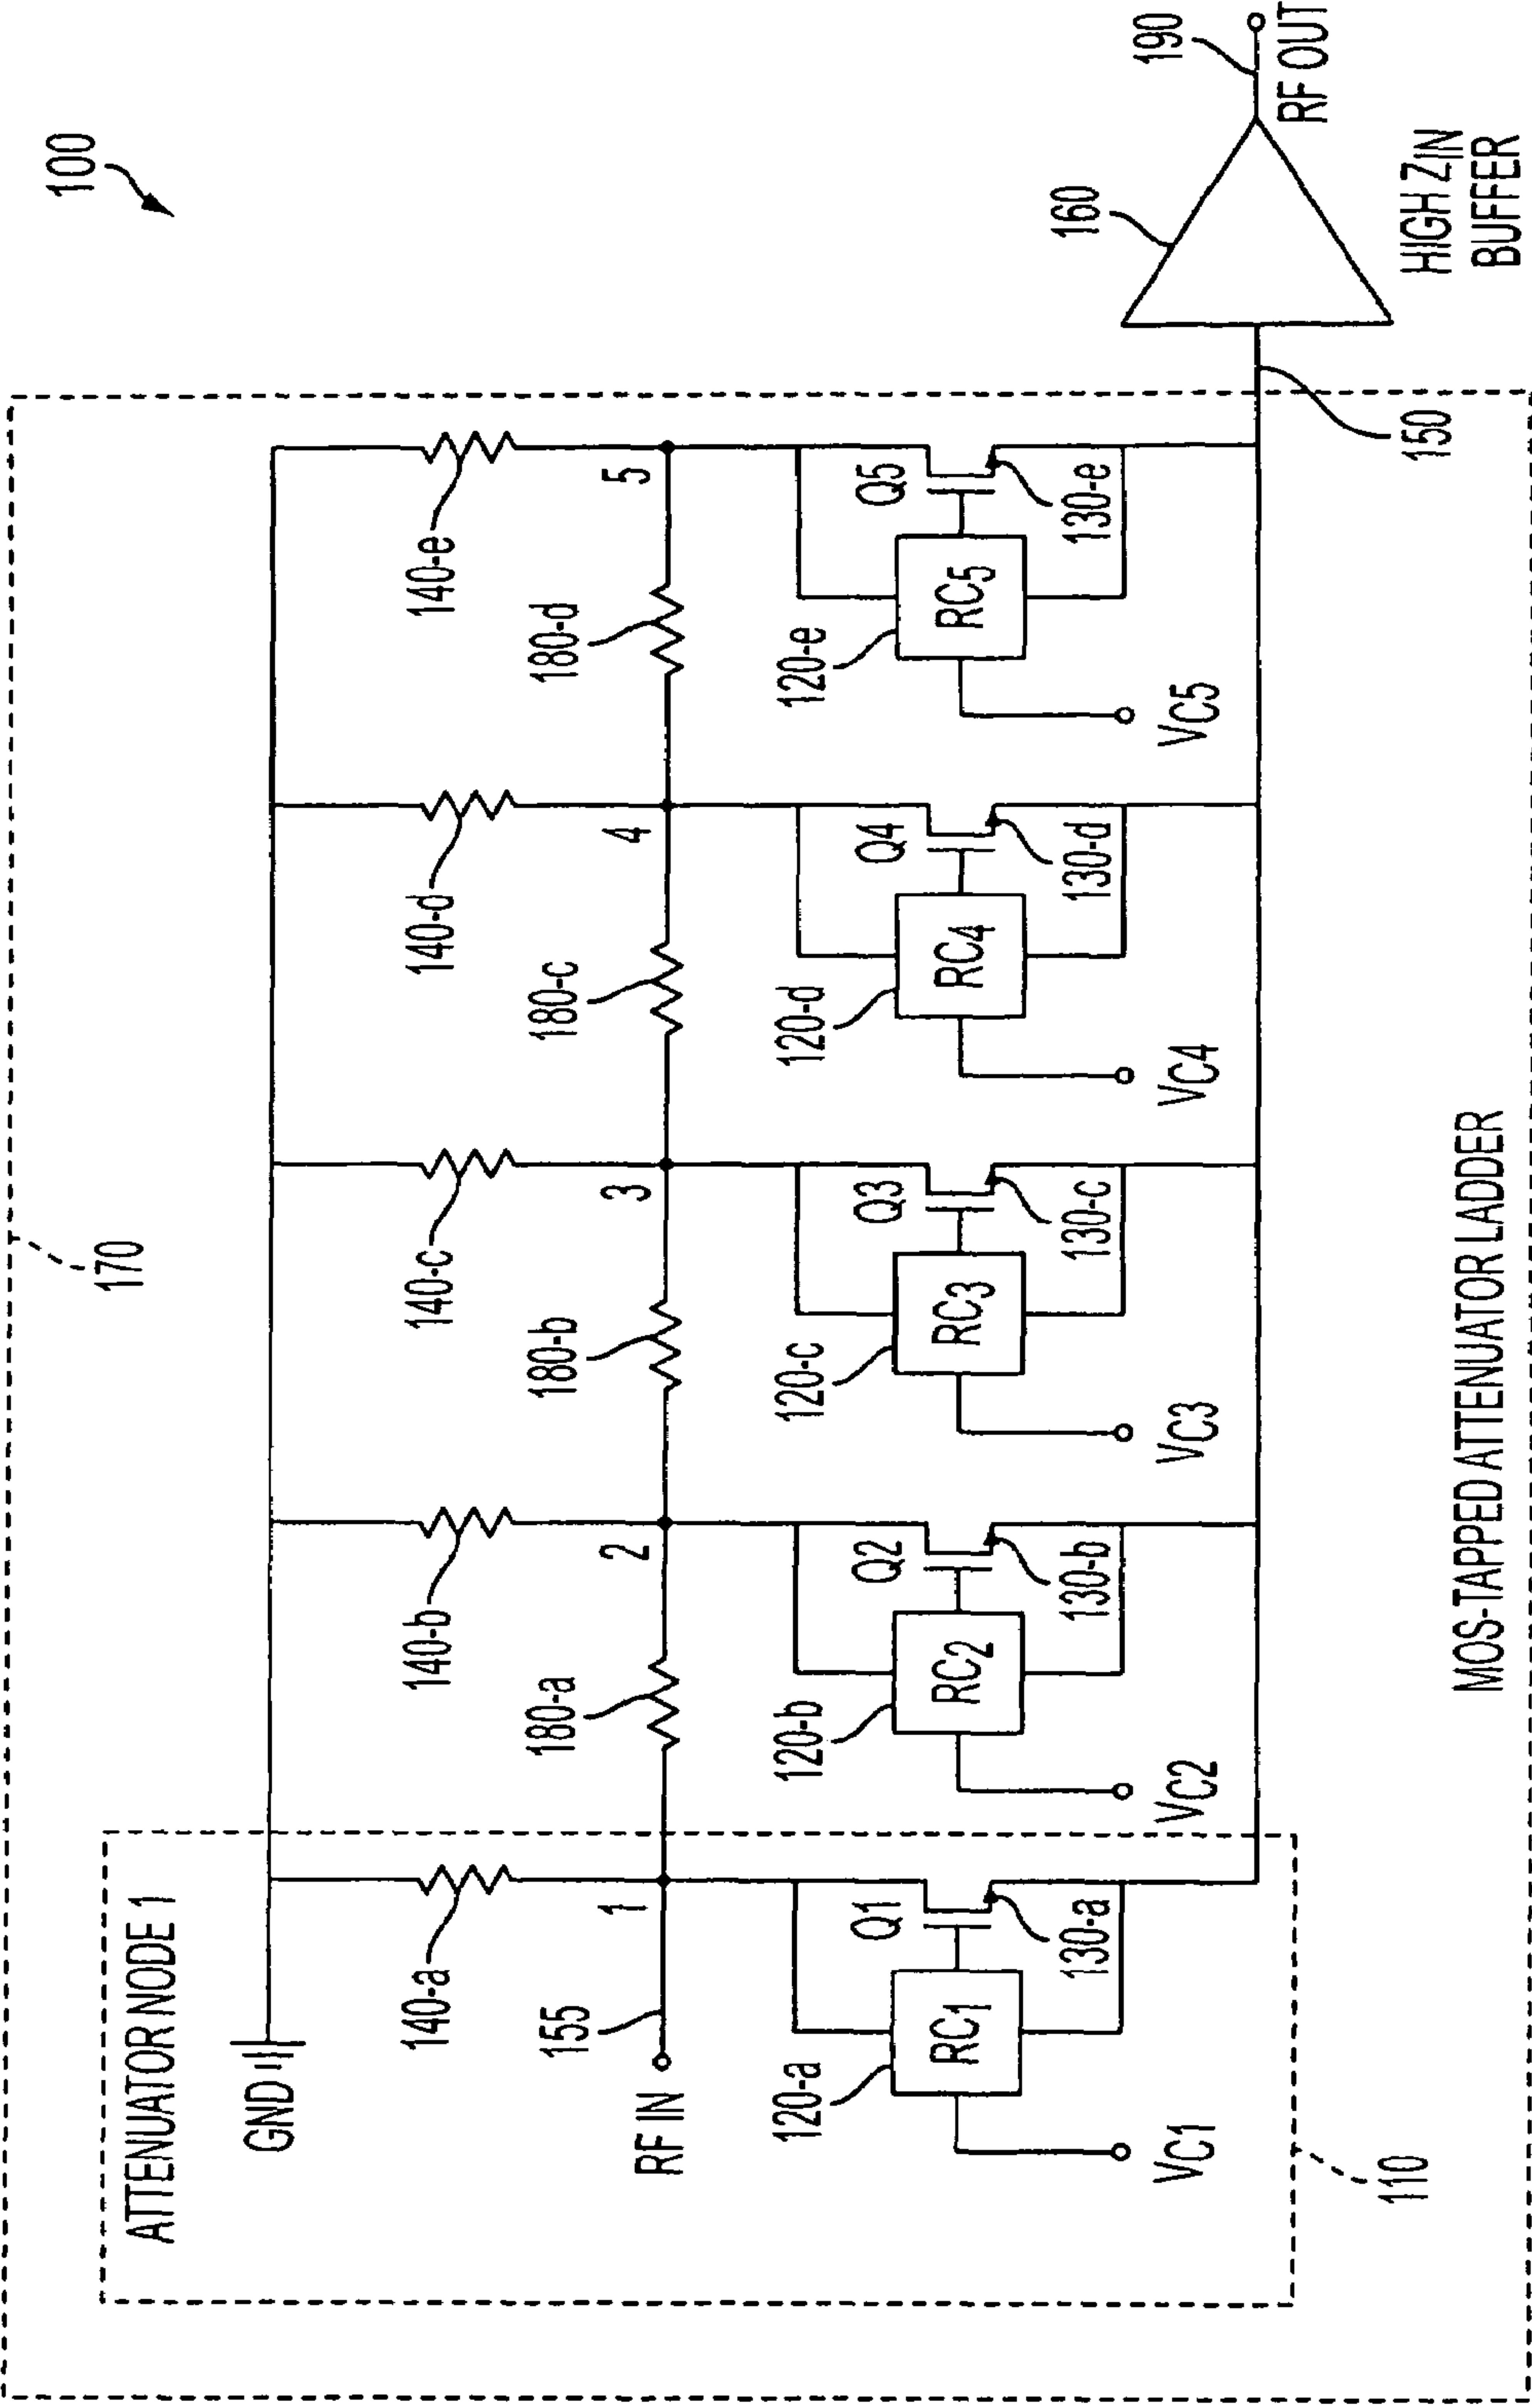 100
170
ATTENUATOR NODE 1
GND
140-a
140-b
140-c
140-d
140-e
155
RF IN
1
180-a
2
180-b
3
180-c
4
180-d
5
120-a
RC1
Q1
130-a
VC1
120-b
RC2
Q2
130-b
VC2
120-c
RC3
Q3
130-c
VC3
120-d
RC4
Q4
130-d
VC4
120-e
RC5
Q5
130-e
VC5
110
150
160
190
RF OUT
HIGH ZIN
BUFFER
MOS-TAPPED ATTENUATOR LADDER